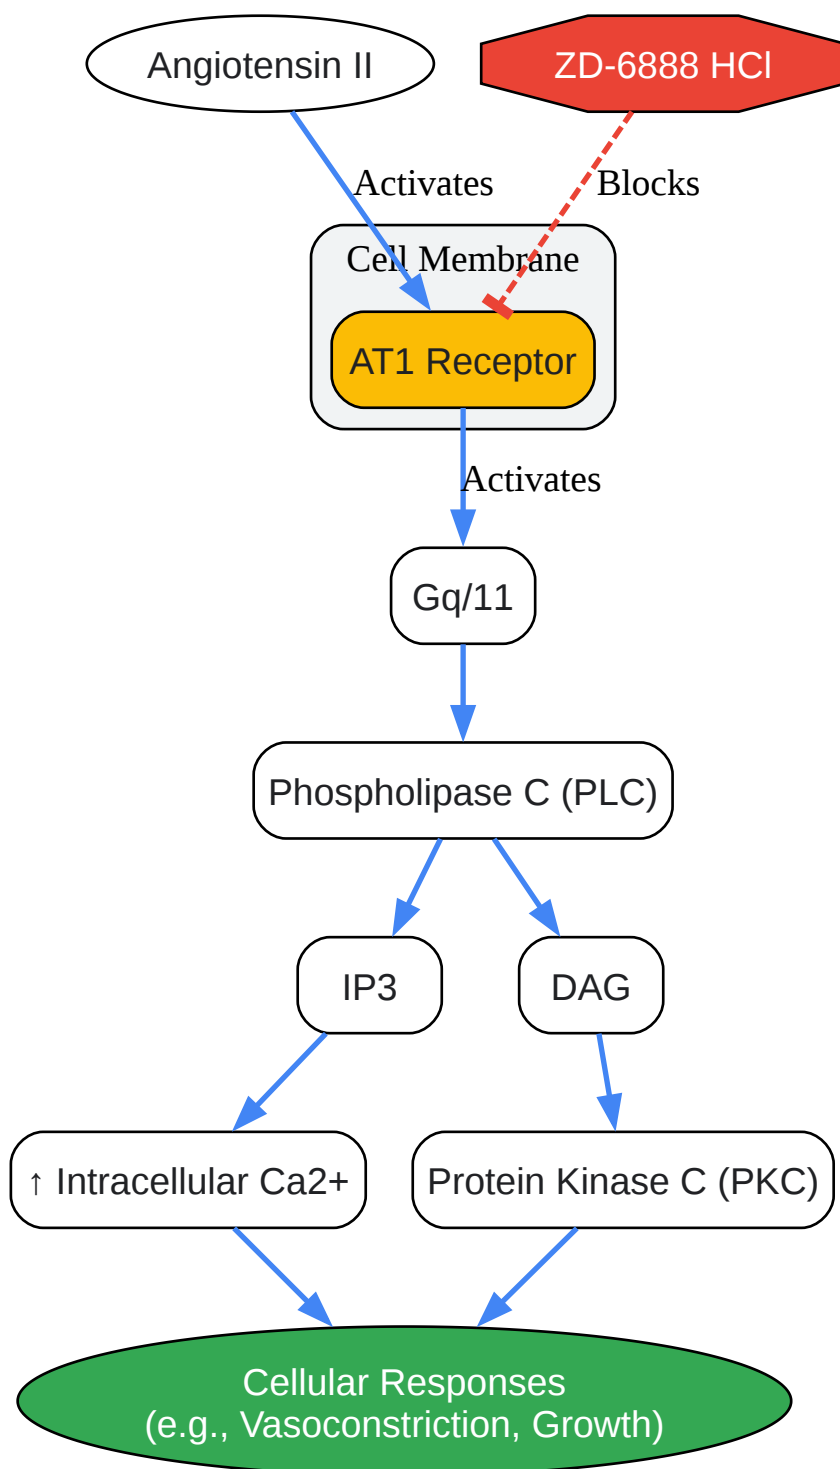 Angiotensin II
ZD-6888 HCl
Activates
Blocks
Cell Membrane
AT1 Receptor
Activates
Gq/11
Phospholipase C (PLC)
IP3
DAG
↑ Intracellular Ca2+
Protein Kinase C (PKC)
Cellular Responses
(e.g., Vasoconstriction, Growth)